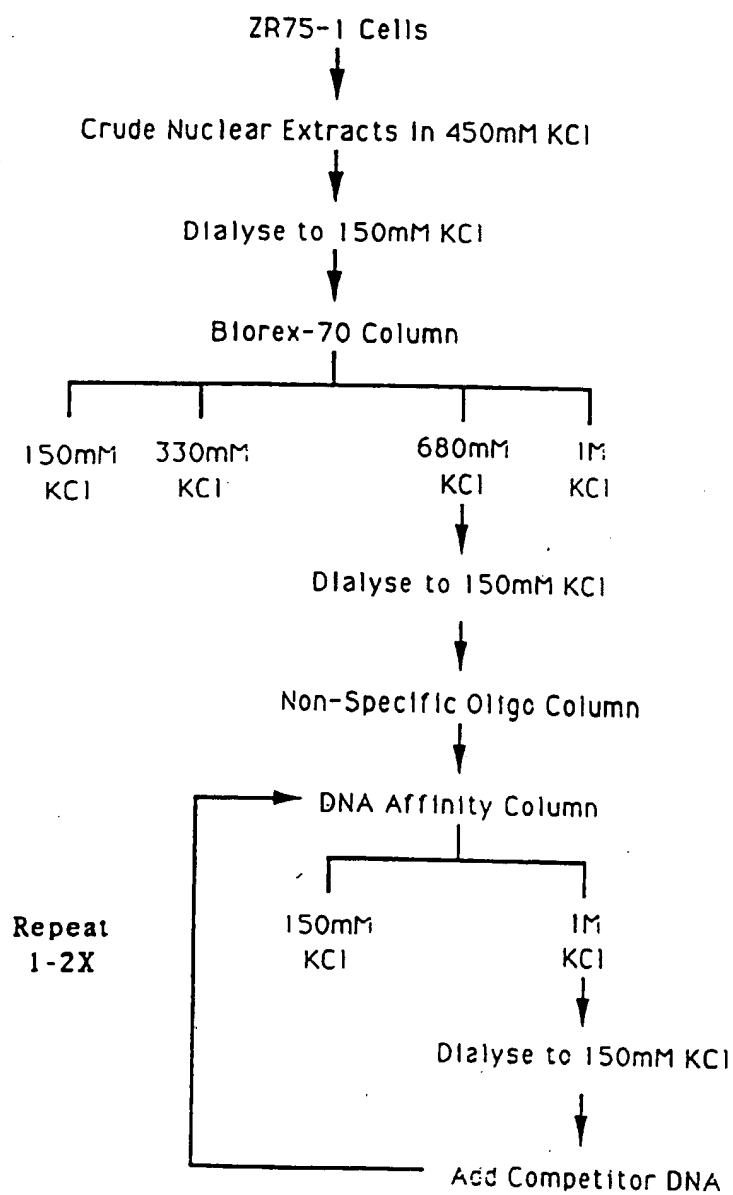 ZR75-1 Cells
Crude Nuclear Extracts in 450mM KCl
Dialyse to 150mM KCl
Biorex-70 Column
150mM KCl
330mM KCl
680mM KCl
1M KCl
Dialyse to 150mM KCl
Non-Specific Oligo Column
DNA Affinity Column
Repeat 1-2X
150mM KCl
1M KCl
Dialyse to 150mM KCl
Add Competitor DNA